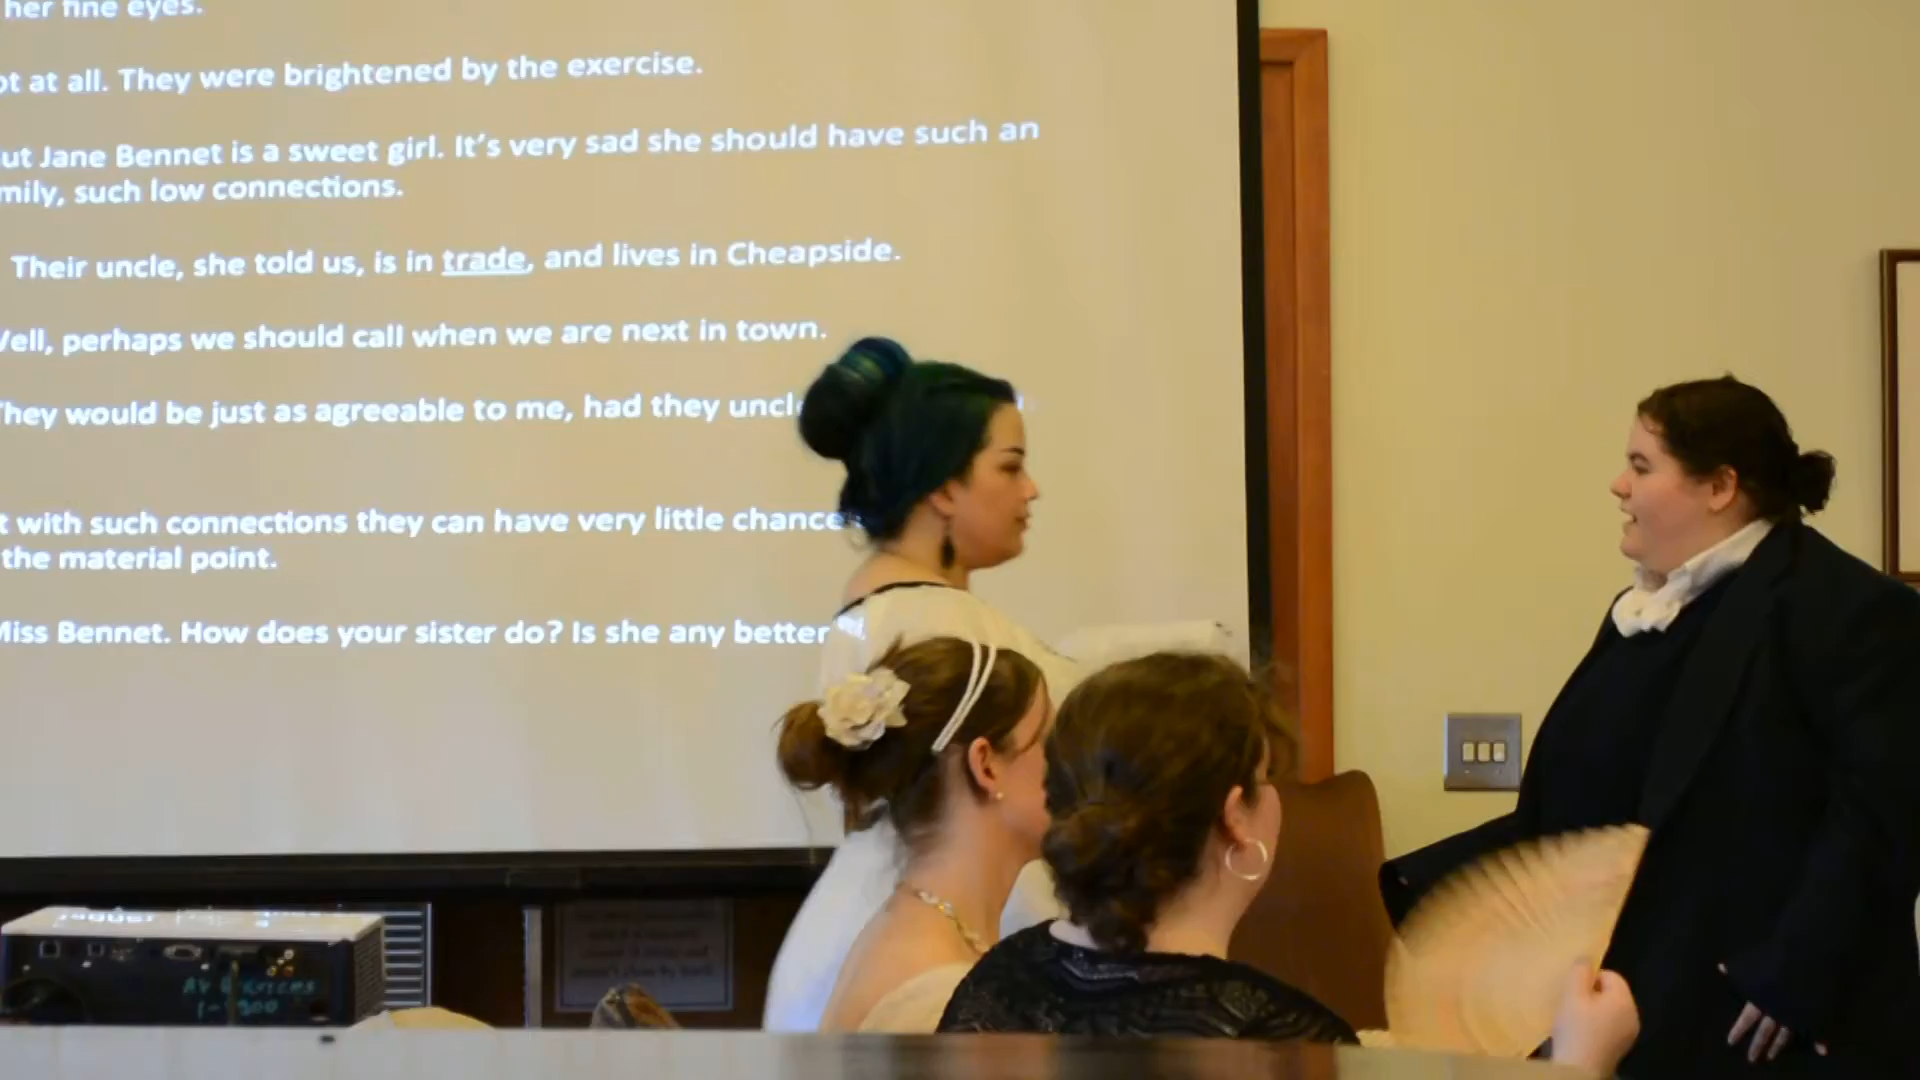 her fine eyes.
ot at all. They were brightened by the exercise.
ut Jane Bennet is a sweet girl. It's very sad she should have such an
mily, such low connections.
Their uncle, she told us, is in trade, and lives in Cheapside.
Vell, perhaps we should call when we are next in town.
They would be just as agreeable to me, had they uncl
t with such connections they can have very little chance
the material point.
Miss Bennet. How does your sister do? Is she any better